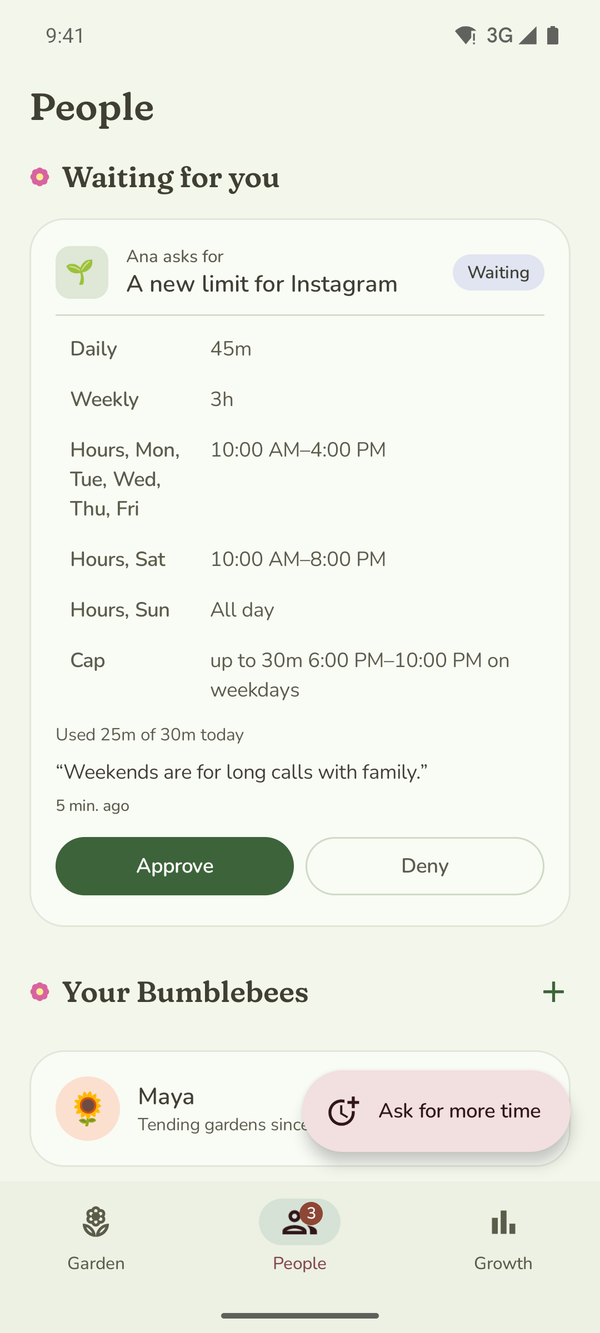 9:41
3G
People
Waiting for you
Ana asks for
A new limit for Instagram
Waiting
Daily 45m
Weekly 3h
Hours, Mon, 10:00 AM–4:00 PM
Tue, Wed,
Thu, Fri
Hours, Sat 10:00 AM–8:00 PM
Hours, Sun All day
Cap up to 30m 6:00 PM–10:00 PM on
weekdays
Used 25m of 30m today
“Weekends are for long calls with family.”
5 min. ago
Approve Deny
Your Bumblebees
Maya
Tending gardens since
Ask for more time
3
Garden People Growth